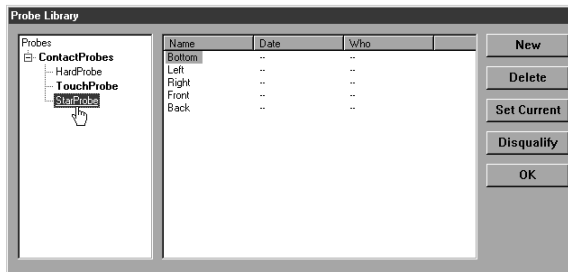 Probe Library
Probes
ContactProbes
HardProbe
TouchProbe
StarProbe
Name Date Who
Bottom -- --
Left -- --
Right -- --
Front -- --
Back -- --
New
Delete
Set Current
Disqualify
OK